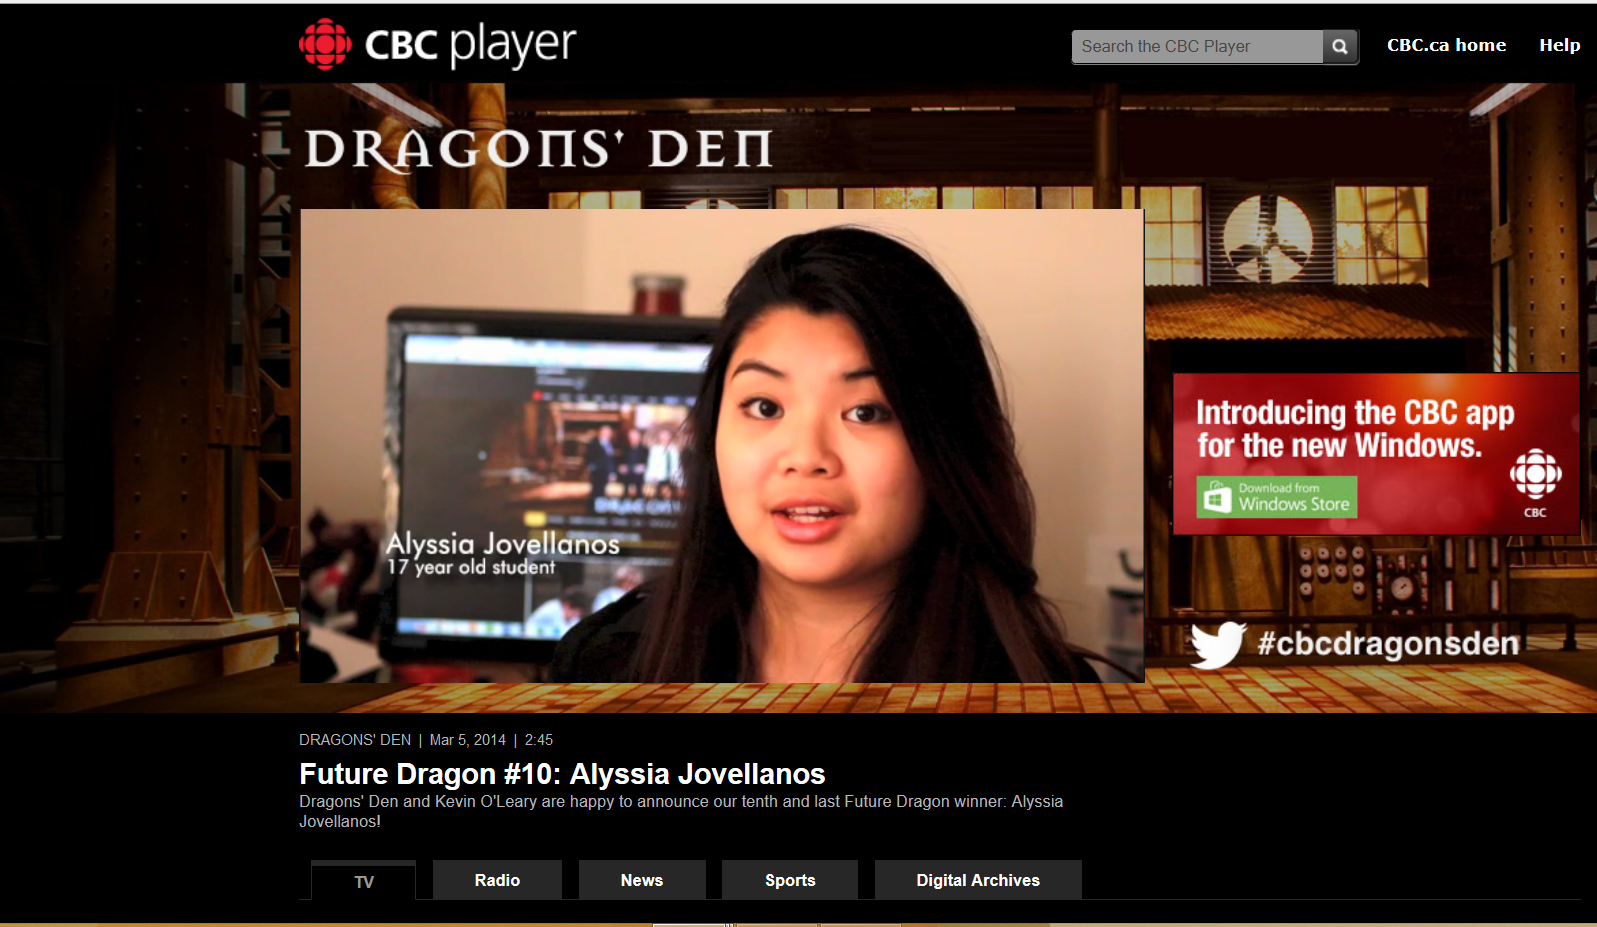 CBC player
Search the CBC Player
CBC.ca home
Help
DRAGONS' DEN
Alyssia Jovellanos
17 year old student
Introducing the CBC app
for the new Windows.
Download from
Windows Store
CBC
#cbcdragonsden
DRAGONS' DEN | Mar 5, 2014 | 2:45
Future Dragon #10: Alyssia Jovellanos
Dragons' Den and Kevin O'Leary are happy to announce our tenth and last Future Dragon winner: Alyssia
Jovellanos!
TV
Radio
News
Sports
Digital Archives